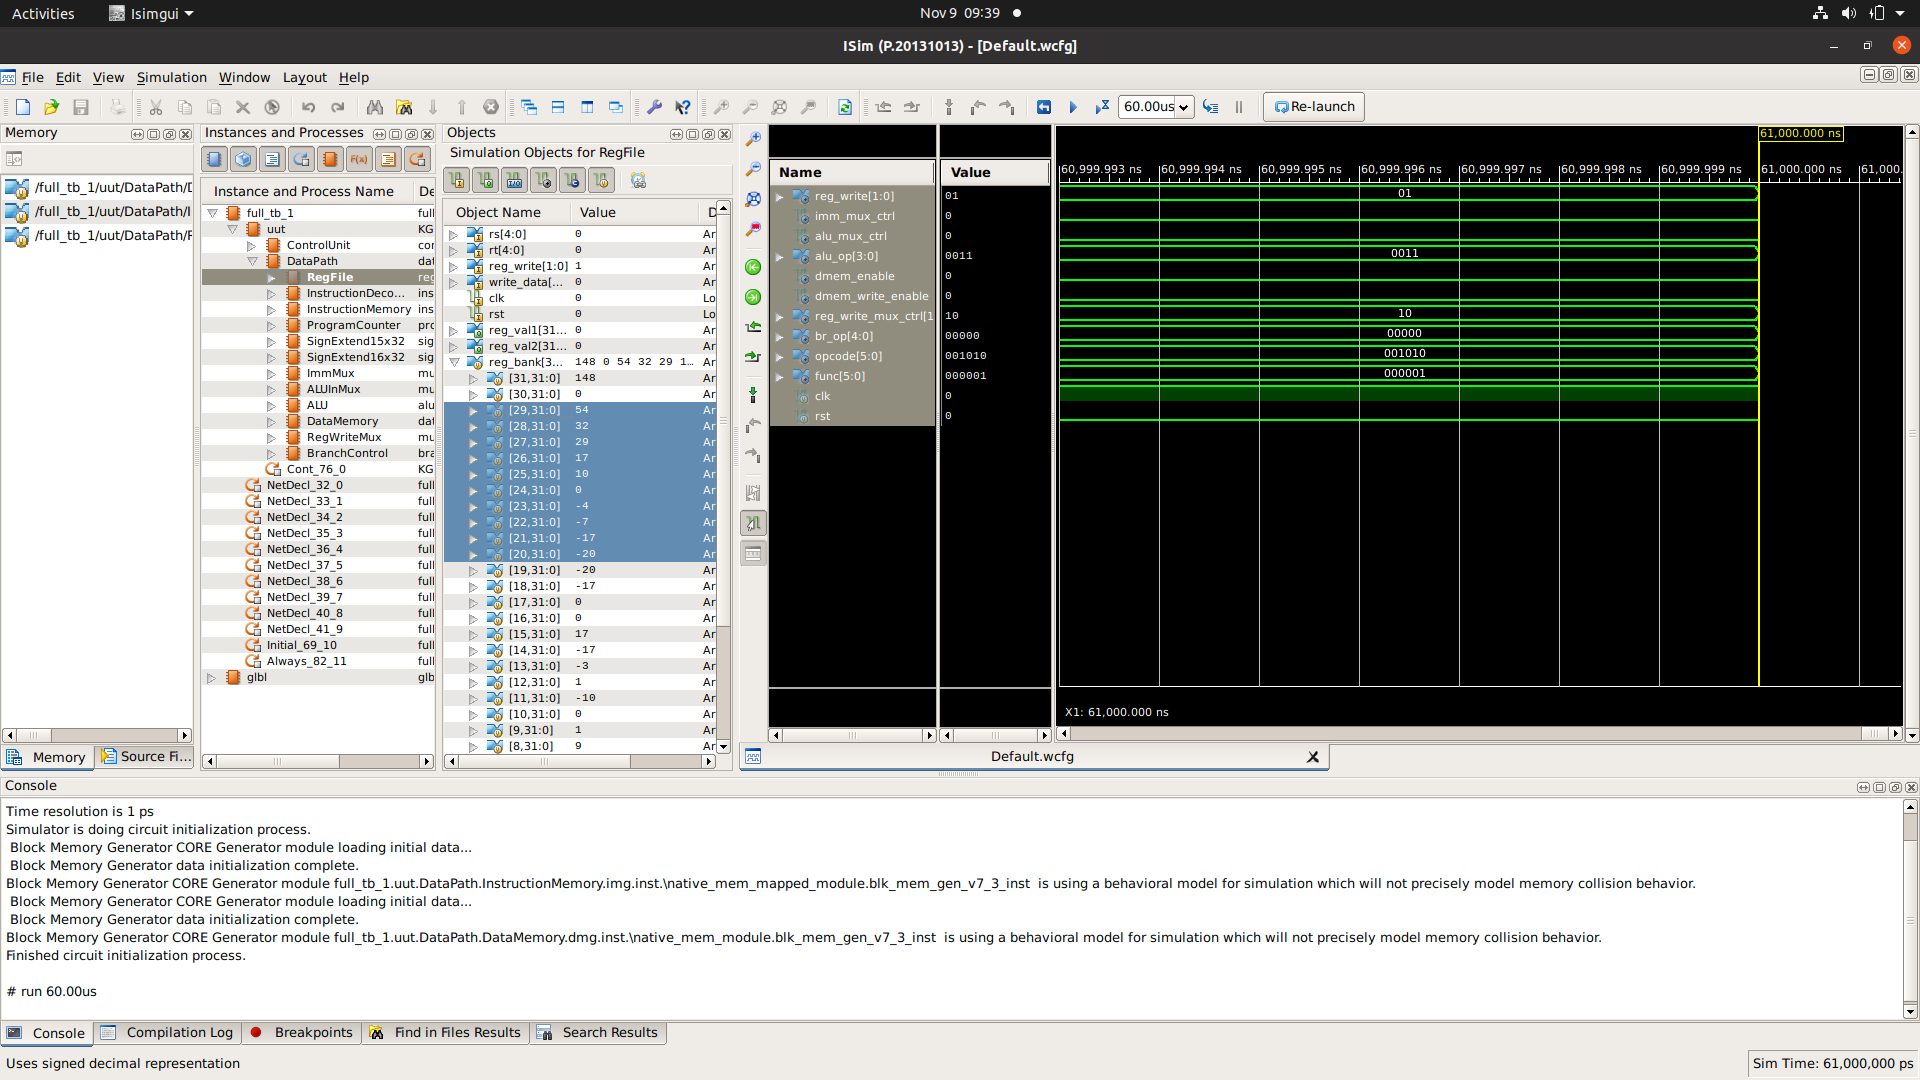 Activities
Isimgui
Nov 9 09:39
ISim (P.20131013) - [Default.wcfg]
File Edit View Simulation Window Layout Help
60.00us
Re-launch
Memory
/full_tb_1/uut/DataPath/D
/full_tb_1/uut/DataPath/I
/full_tb_1/uut/DataPath/F
Memory
Source Fi...
Instances and Processes
Instance and Process Name De
full_tb_1 full
uut KG
ControlUnit cor
DataPath dat
RegFile reg
InstructionDeco... ins
InstructionMemory ins
ProgramCounter pro
SignExtend15x32 sig
SignExtend16x32 sig
ImmMux mu
ALUInMux mu
ALU alu
DataMemory dat
RegWriteMux mu
BranchControl bra
Cont_76_0 KG
NetDecl_32_0 full
NetDecl_33_1 full
NetDecl_34_2 full
NetDecl_35_3 full
NetDecl_36_4 full
NetDecl_37_5 full
NetDecl_38_6 full
NetDecl_39_7 full
NetDecl_40_8 full
NetDecl_41_9 full
Initial_69_10 full
Always_82_11 full
glbl glb
Objects
Simulation Objects for RegFile
Object Name Value D
rs[4:0] 0 Ar
rt[4:0] 0 Ar
reg_write[1:0] 1 Ar
write_data[... 0 Ar
clk 0 Lo
rst 0 Lo
reg_val1[31... 0 Ar
reg_val2[31... 0 Ar
reg_bank[3... 148 0 54 32 29 1... Ar
[31,31:0] 148 Ar
[30,31:0] 0 Ar
[29,31:0] 54 Ar
[28,31:0] 32 Ar
[27,31:0] 29 Ar
[26,31:0] 17 Ar
[25,31:0] 10 Ar
[24,31:0] 0 Ar
[23,31:0] -4 Ar
[22,31:0] -7 Ar
[21,31:0] -17 Ar
[20,31:0] -20 Ar
[19,31:0] -20 Ar
[18,31:0] -17 Ar
[17,31:0] 0 Ar
[16,31:0] 0 Ar
[15,31:0] 17 Ar
[14,31:0] -17 Ar
[13,31:0] -3 Ar
[12,31:0] 1 Ar
[11,31:0] -10 Ar
[10,31:0] 0 Ar
[9,31:0] 1 Ar
[8,31:0] 9 Ar
Name Value
reg_write[1:0] 01
imm_mux_ctrl 0
alu_mux_ctrl 0
alu_op[3:0] 0011
dmem_enable 0
dmem_write_enable 0
reg_write_mux_ctrl[1 10
br_op[4:0] 00000
opcode[5:0] 001010
func[5:0] 000001
clk 0
rst 0
61,000.000 ns
60,999.993 ns 60,999.994 ns 60,999.995 ns 60,999.996 ns 60,999.997 ns 60,999.998 ns 60,999.999 ns 61,000.000 ns 61,000.
01
0011
10
00000
001010
000001
X1: 61,000.000 ns
Default.wcfg
Console
Time resolution is 1 ps
Simulator is doing circuit initialization process.
Block Memory Generator CORE Generator module loading initial data...
Block Memory Generator data initialization complete.
Block Memory Generator CORE Generator module full_tb_1.uut.DataPath.InstructionMemory.img.inst.\native_mem_mapped_module.blk_mem_gen_v7_3_inst is using a behavioral model for simulation which will not precisely model memory collision behavior.
Block Memory Generator CORE Generator module loading initial data...
Block Memory Generator data initialization complete.
Block Memory Generator CORE Generator module full_tb_1.uut.DataPath.DataMemory.dmg.inst.\native_mem_module.blk_mem_gen_v7_3_inst is using a behavioral model for simulation which will not precisely model memory collision behavior.
Finished circuit initialization process.
# run 60.00us
Console
Compilation Log
Breakpoints
Find in Files Results
Search Results
Uses signed decimal representation
Sim Time: 61,000,000 ps